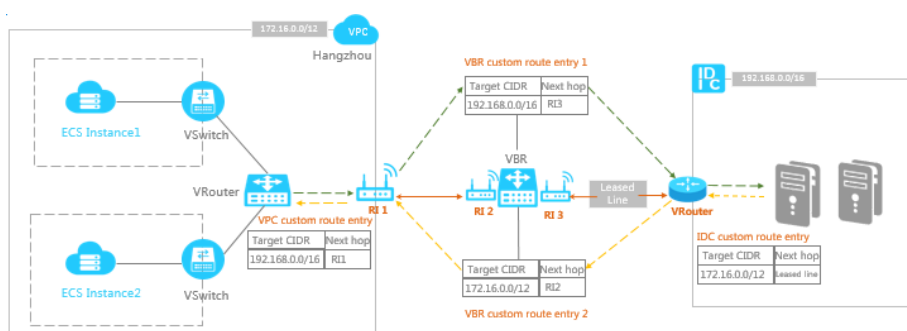 172.16.0.0/12
VPC
Hangzhou
ECS Instance1
VSwitch
VRouter
VPC custom route entry
Target CIDR Next hop
192.168.0.0/16 RI1
ECS Instance2
VSwitch
RI 1
VBR custom route entry 1
Target CIDR Next hop
192.168.0.0/16 RI3
VBR
RI 2
RI 3
Leased
Line
Target CIDR Next hop
172.16.0.0/12 RI2
VBR custom route entry 2
ID
IC
192.168.0.0/16
VRouter
IDC custom route entry
Target CIDR Next hop
172.16.0.0/12 Leased line